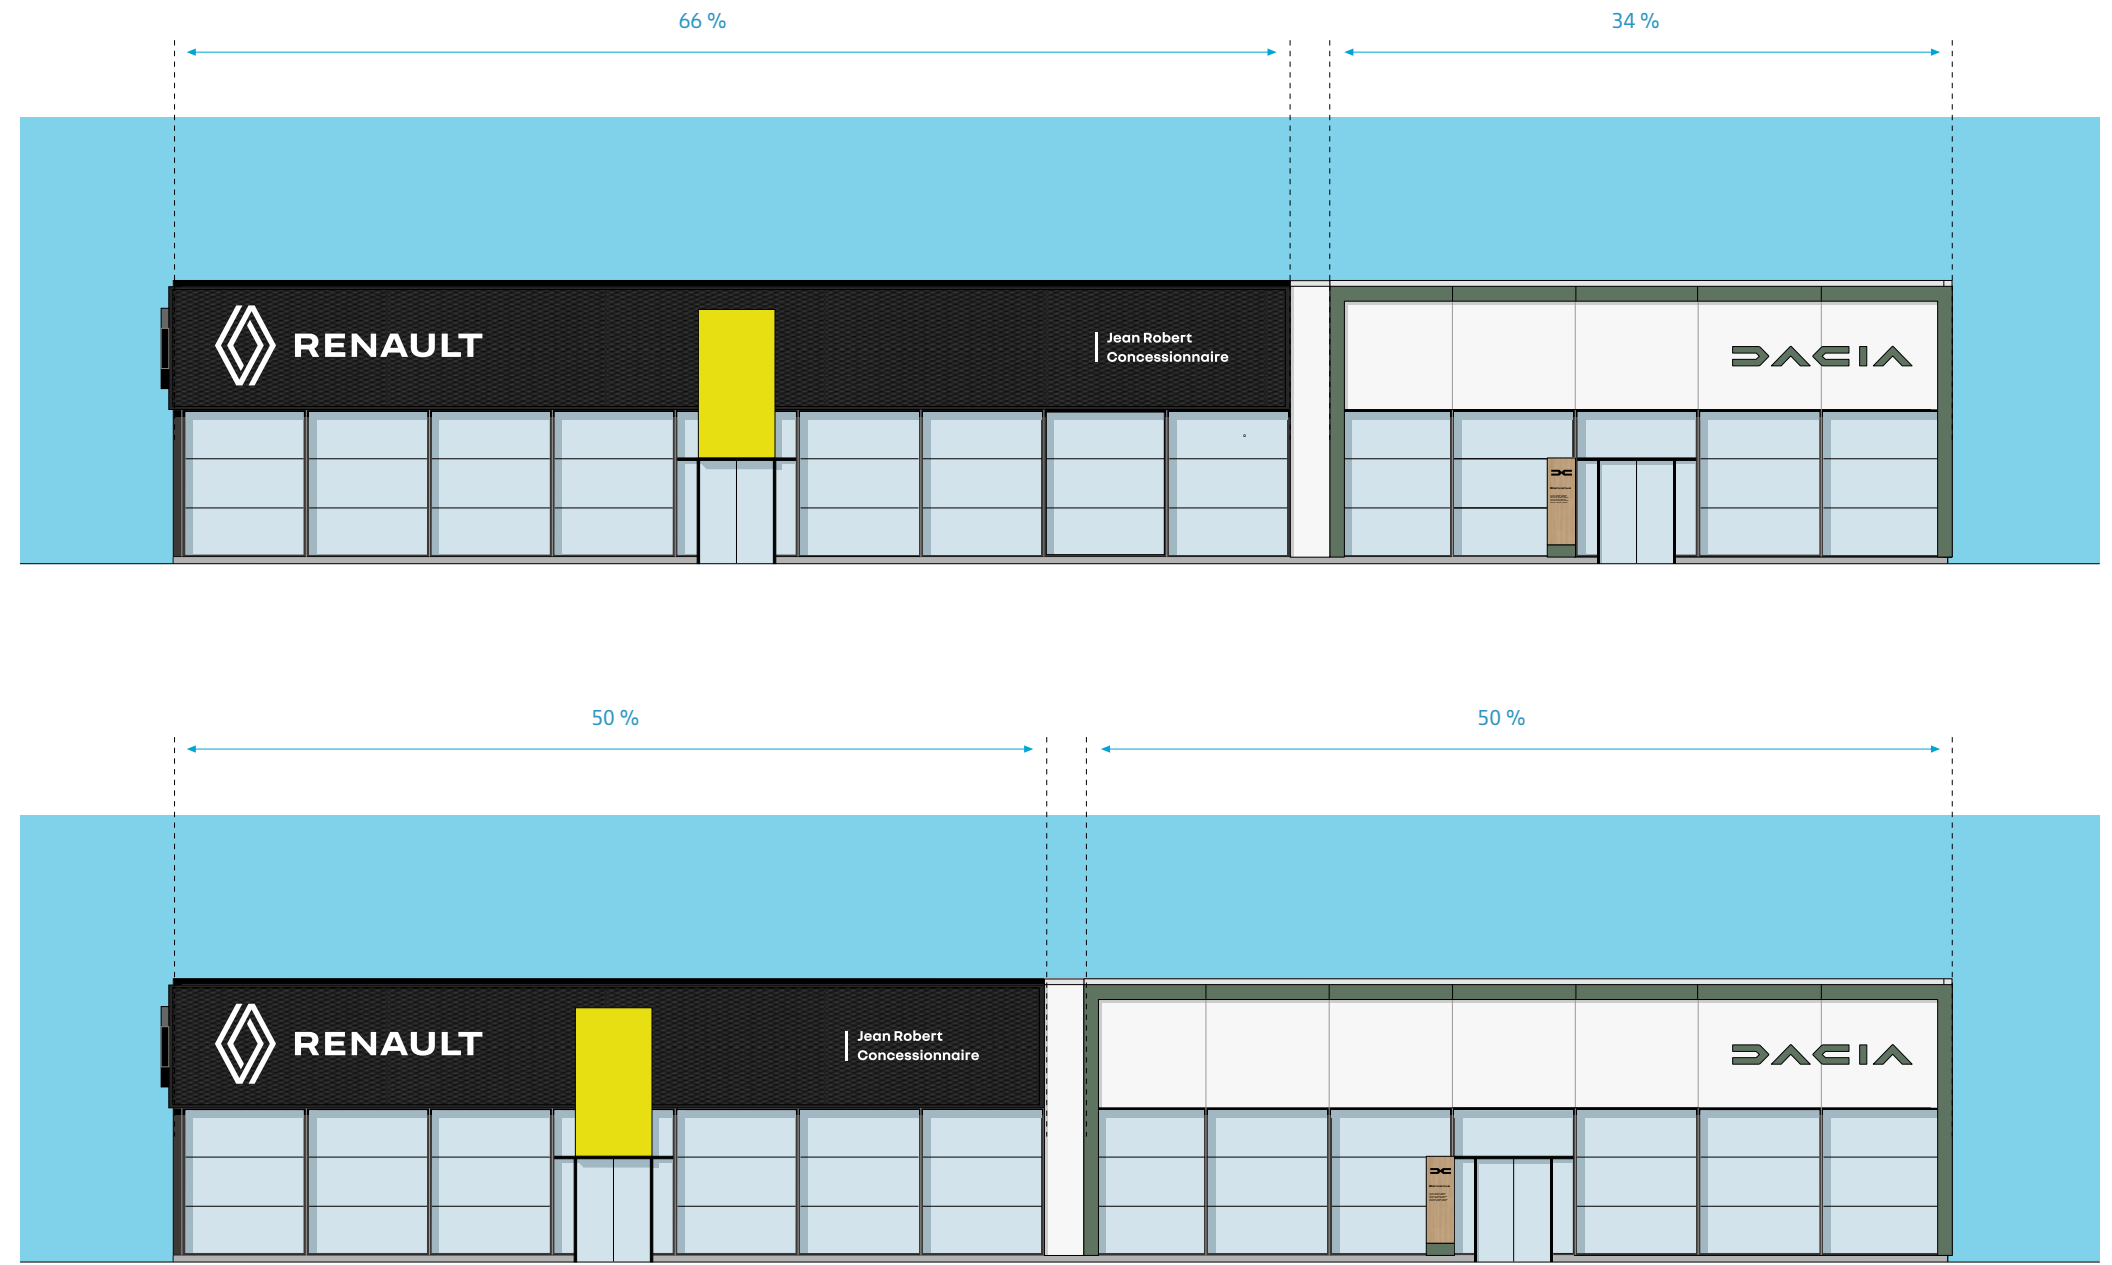 66 %
34 %
RENAULT
Jean Robert
Concessionnaire
DACIA
50 %
50 %
RENAULT
Jean Robert
Concessionnaire
DACIA